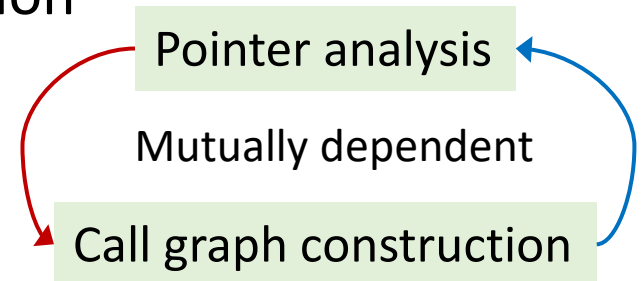 Pointer analysis
Mutually dependent
Call graph construction